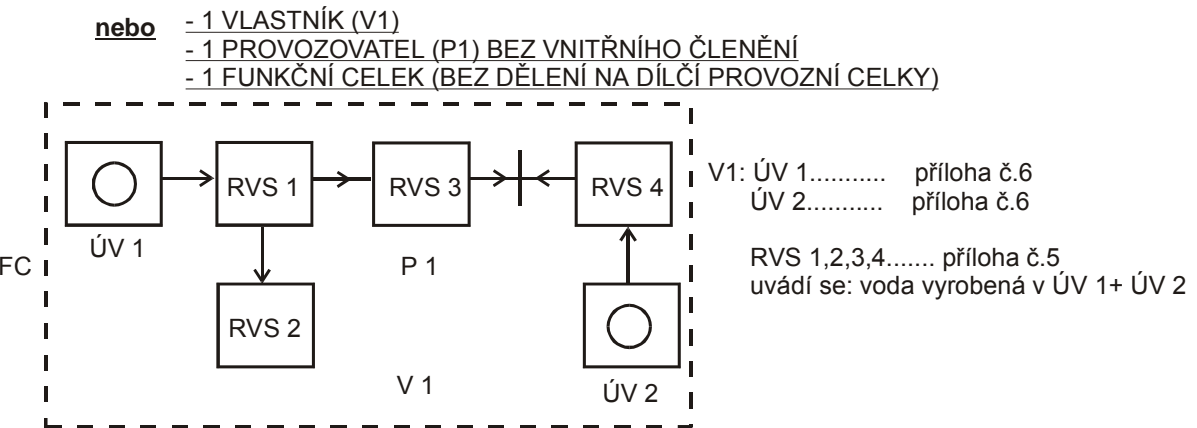 nebo - 1 VLASTNÍK (V1)
- 1 PROVOZOVATEL (P1) BEZ VNITŘNÍHO ČLENĚNÍ
- 1 FUNKČNÍ CELEK (BEZ DĚLENÍ NA DÍLČÍ PROVOZNÍ CELKY)
RVS 1
RVS 3
RVS 4
ÚV 1
FC
P 1
RVS 2
V 1
ÚV 2
V1: ÚV 1........... příloha č.6
ÚV 2........... příloha č.6
RVS 1,2,3,4....... příloha č.5
uvádí se: voda vyrobená v ÚV 1+ ÚV 2